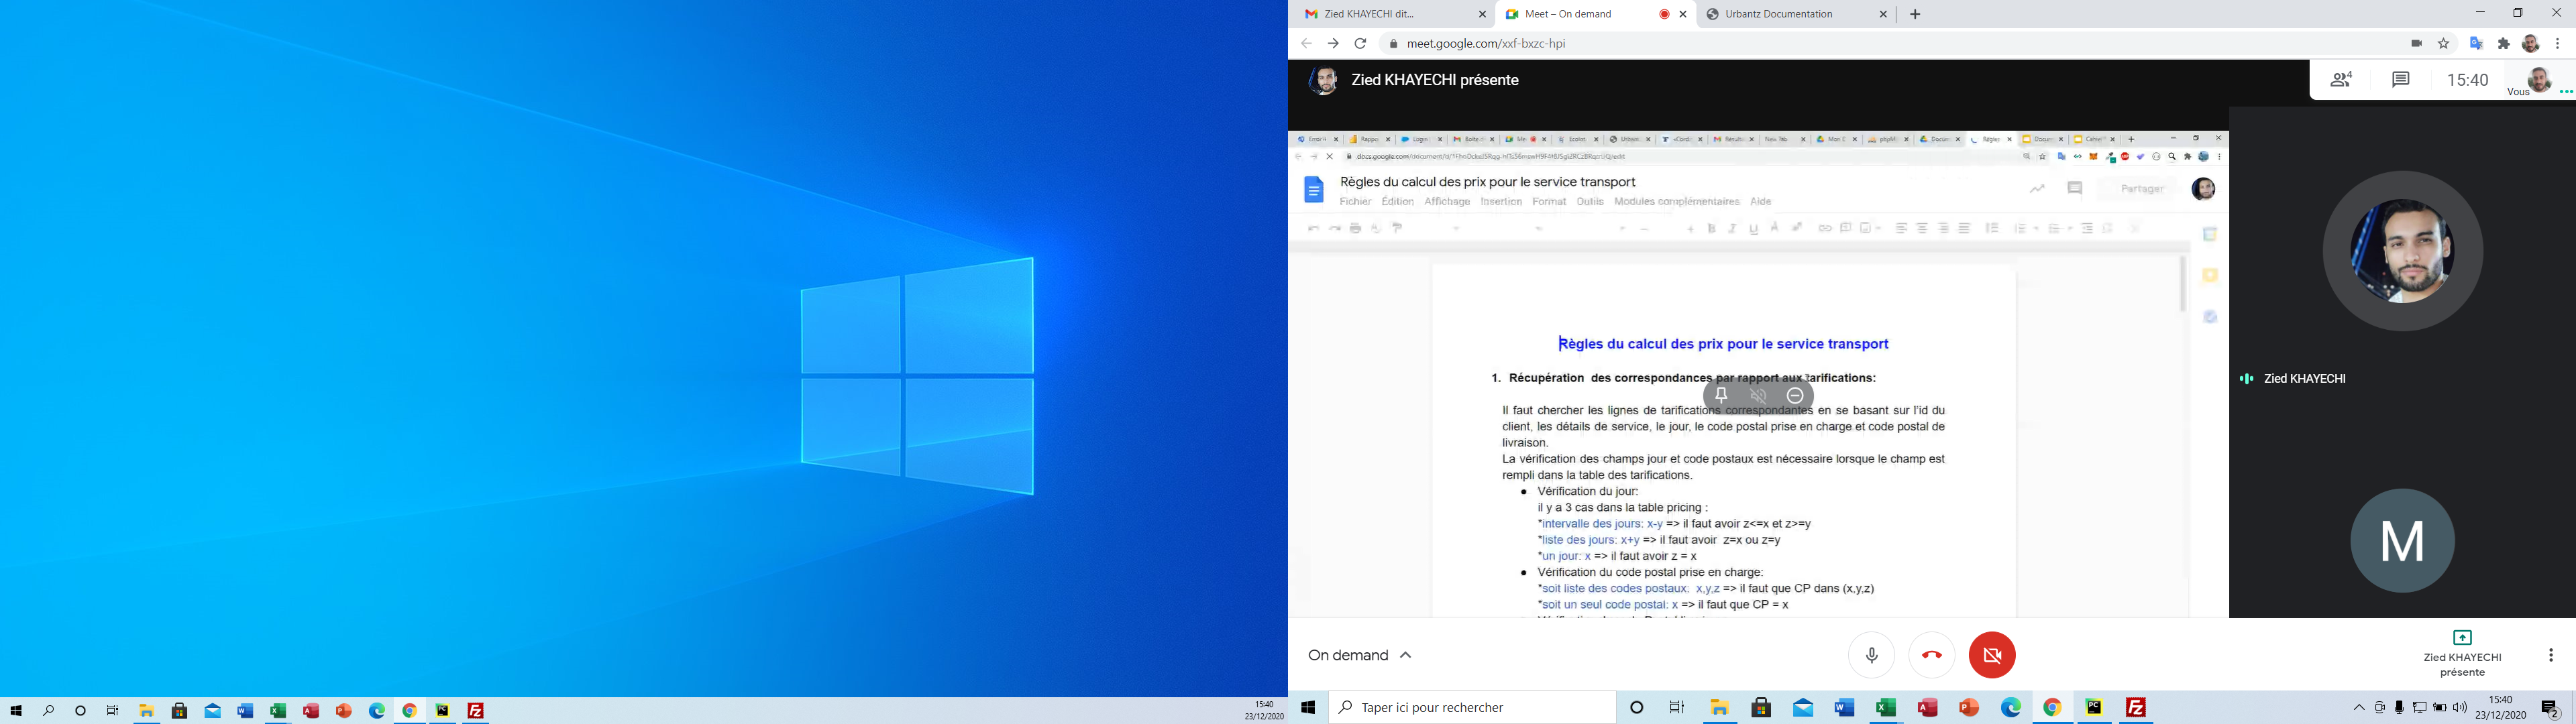 15:40
23/12/2020
Zied KHAYECHI dit...
Meet – On demand
Urbantz Documentation
meet.google.com/xxf-bxzc-hpi
Zied KHAYECHI présente
4
15:40
Vous
New Tab
Mon D
Règles
Règles du calcul des prix pour le service transport
Fichier Édition Affichage Insertion Format Outils Modules complémentaires Aide
Partager
Règles du calcul des prix pour le service transport
1. Récupération des correspondances par rapport aux tarifications:
Il faut chercher les lignes de tarifications correspondantes en se basant sur l'id du
client, les détails de service, le jour, le code postal prise en charge et code postal de
livraison.
La vérification des champs jour et code postaux est nécessaire lorsque le champ est
rempli dans la table des tarifications.
● Vérification du jour:
il y a 3 cas dans la table pricing :
*intervalle des jours: x-y => il faut avoir z<=x et z>=y
*liste des jours: x+y => il faut avoir z=x ou z=y
*un jour: x => il faut avoir z = x
● Vérification du code postal prise en charge:
*soit liste des codes postaux: x,y,z => il faut que CP dans (x,y,z)
*soit un seul code postal: x => il faut que CP = x
Zied KHAYECHI
M
On demand
Zied KHAYECHI
présente
Taper ici pour rechercher
15:40
23/12/2020
2